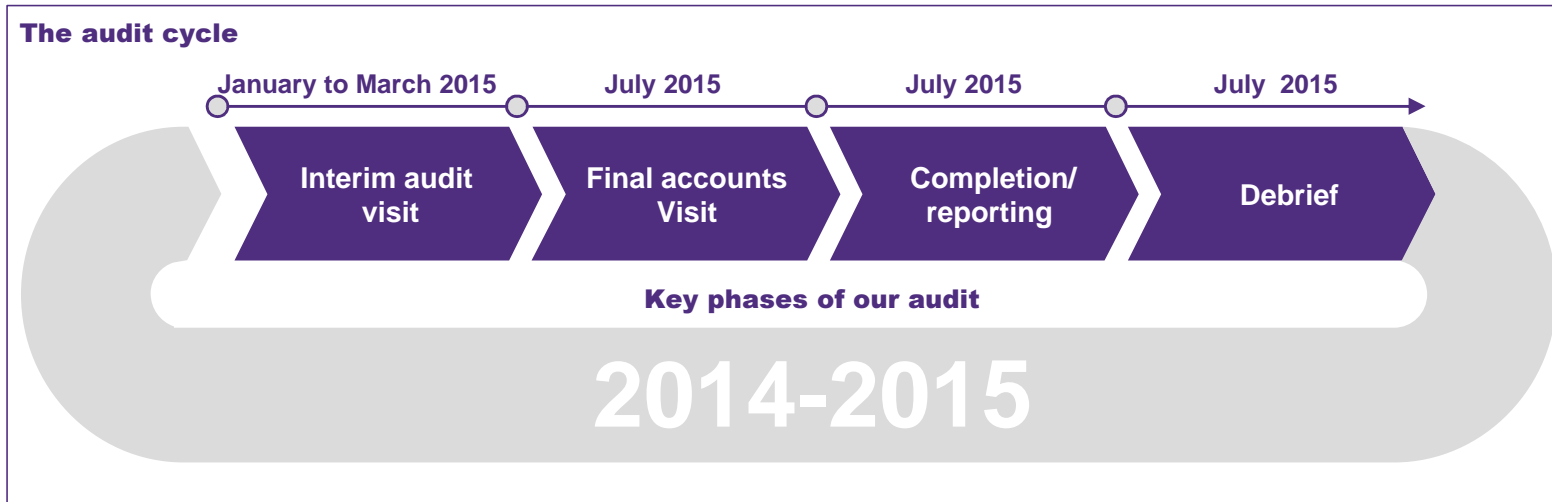 The audit cycle
January to March 2015
July 2015
July 2015
July 2015
Interim audit
visit
Final accounts
Visit
Completion/
reporting
Debrief
Key phases of our audit
2014-2015